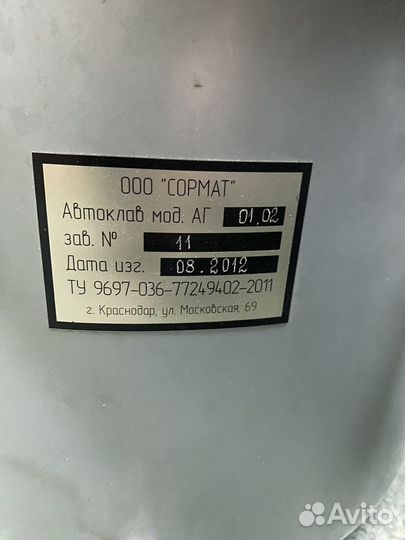 ООО "СОРМАТ"
Автоклав мод. АГ 01.02
зав. № 11
Дата изг. 08.2012
ТУ 9697-036-77249402-2011
г. Краснодар, ул. Московская, 69
Avito